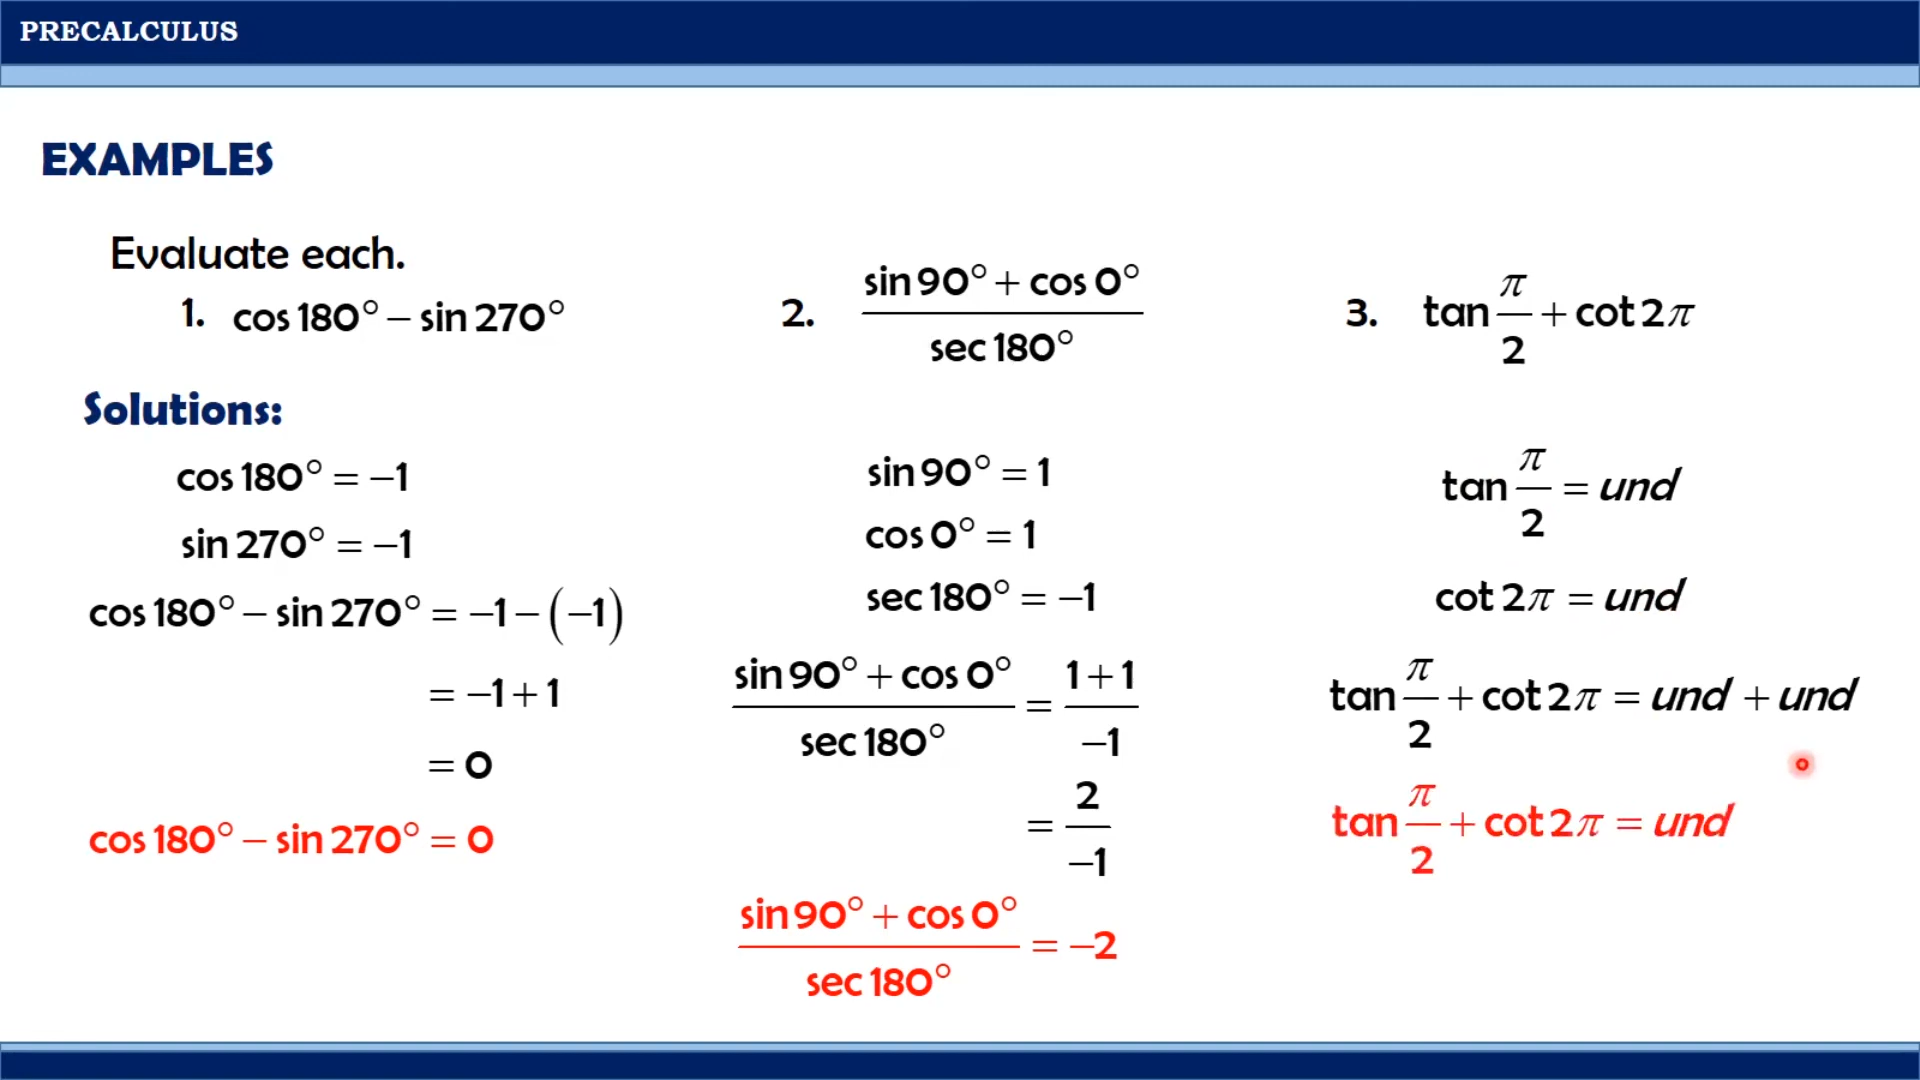 PRECALCULUS
EXAMPLES
Evaluate each.
1. cos 180° – sin 270°
2. (sin 90° + cos 0°) / (sec 180°)
3. tan π/2 + cot 2π
Solutions:
cos 180° = –1
sin 270° = –1
cos 180° – sin 270° = –1 – (–1)
= –1 + 1
= 0
cos 180° – sin 270° = 0
sin 90° = 1
cos 0° = 1
sec 180° = –1
(sin 90° + cos 0°) / (sec 180°) = (1 + 1) / –1
= 2 / –1
(sin 90° + cos 0°) / (sec 180°) = –2
tan π/2 = und
cot 2π = und
tan π/2 + cot 2π = und + und
tan π/2 + cot 2π = und